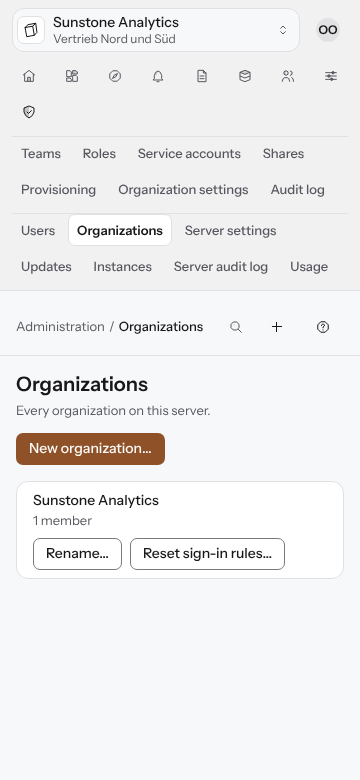 Sunstone Analytics
Vertrieb Nord und Süd
OO
Teams Roles Service accounts Shares
Provisioning Organization settings Audit log
Users Organizations Server settings
Updates Instances Server audit log Usage
Administration / Organizations
Organizations
Every organization on this server.
New organization...
Sunstone Analytics
1 member
Rename... Reset sign-in rules...